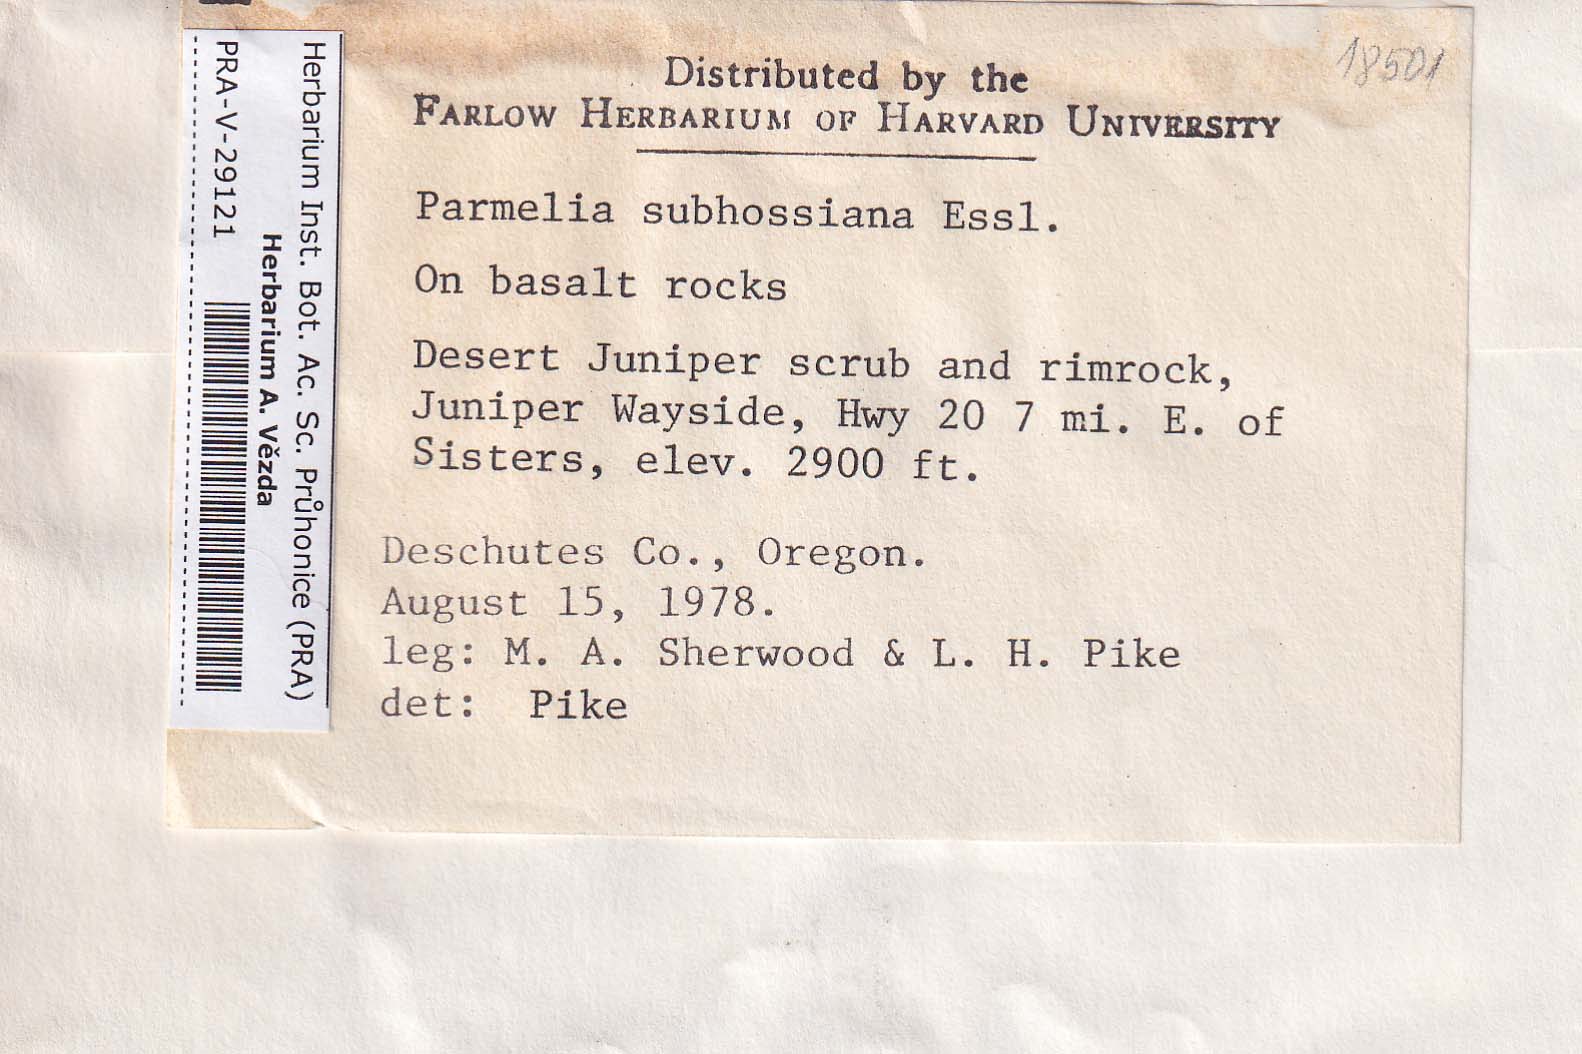 18501
Distributed by the
FARLOW HERBARIUM OF HARVARD UNIVERSITY
Parmelia subhossiana Essl.
On basalt rocks
Desert Juniper scrub and rimrock,
Juniper Wayside, Hwy 20 7 mi. E. of
Sisters, elev. 2900 ft.
Deschutes Co., Oregon.
August 15, 1978.
leg: M. A. Sherwood & L. H. Pike
det: Pike
Herbarium Inst. Bot. Ac. Sc. Průhonice (PRA)
Herbarium A. Vězda
PRA-V-29121